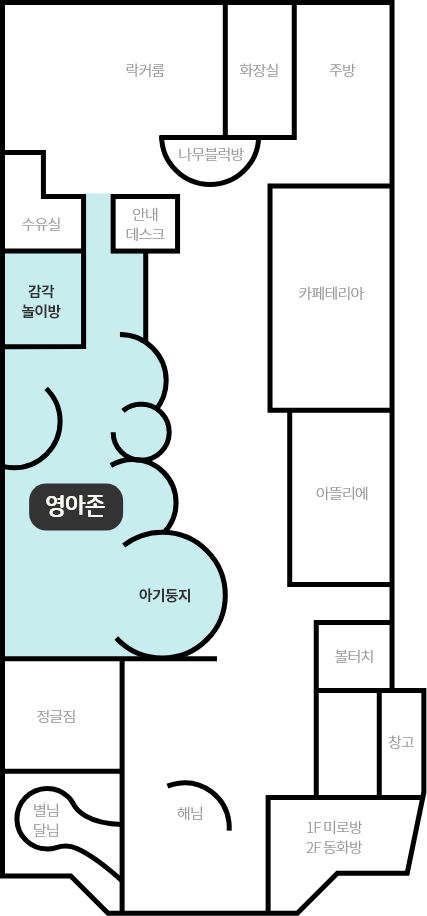 락커룸
화장실
주방
나무블럭방
수유실
안내
데스크
감각
놀이방
카페테리아
영아존
아뜰리에
아기둥지
볼터치
정글짐
창고
별님
달님
해님
1F 미로방
2F 동화방